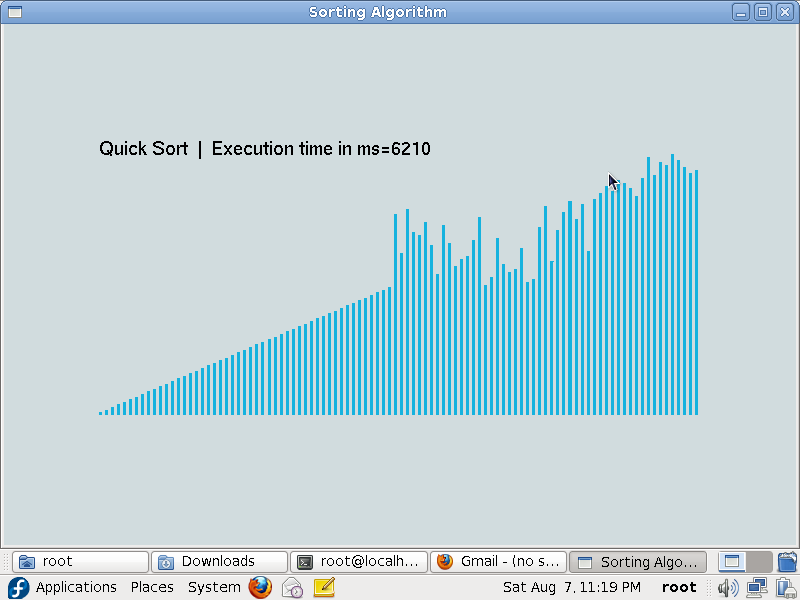 Sorting Algorithm
Quick Sort | Execution time in ms=6210
root
Downloads
root@localh...
Gmail - (no s...
Sorting Algo...
Applications
Places
System
Sat Aug 7, 11:19 PM
root